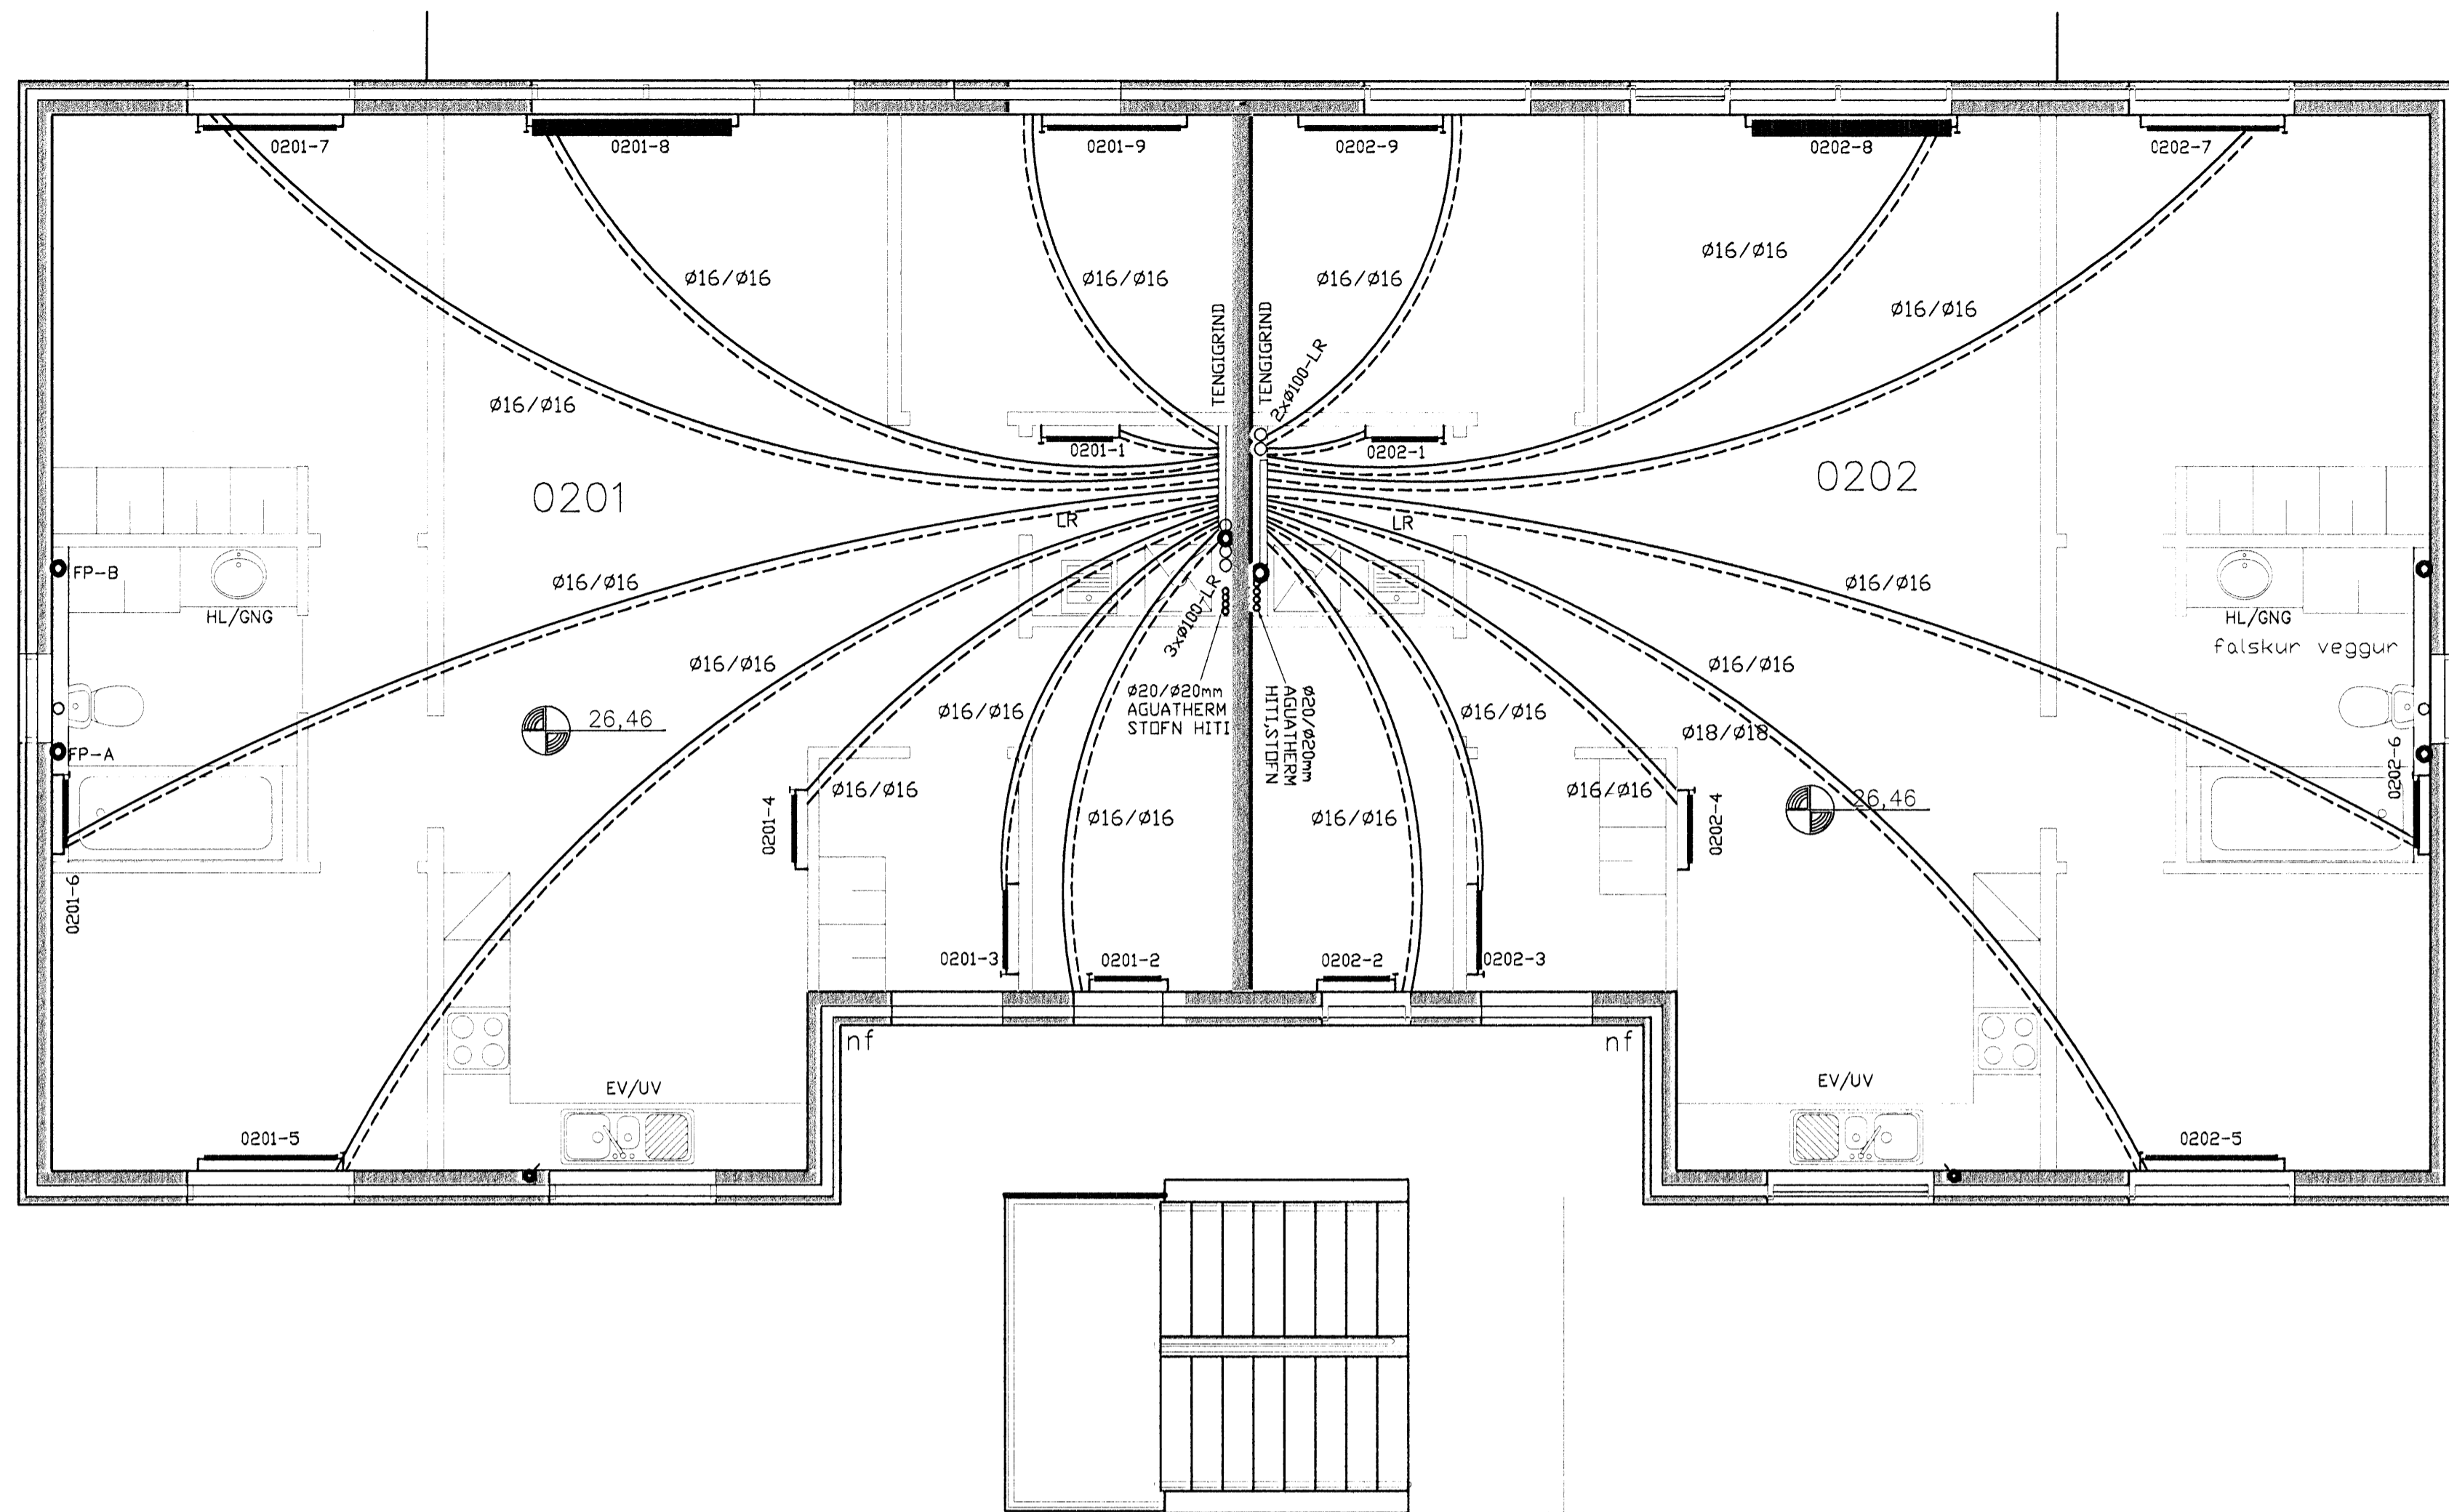 0201-7
0201-8
0201-9
0202-9
0202-8
0202-7
Ø16/Ø16
Ø16/Ø16
Ø16/Ø16
Ø16/Ø16
Ø16/Ø16
TENGIGRIND
TENGIGRIND
2xØ100-LR
Ø16/Ø16
0201-1
0202-1
0201
0202
LR
LR
FP-B
Ø16/Ø16
Ø16/Ø16
HL/GNG
3xØ100-LR
HL/GNG
falskur veggur
Ø16/Ø16
Ø16/Ø16
Ø20/Ø20mm
AGUATHERM
STOFN HITI
Ø20/Ø20mm
AGUATHERM
HITI,STOFN
26,46
Ø16/Ø16
Ø16/Ø16
Ø18/Ø18
FP-A
0202-6
0201-4
Ø16/Ø16
Ø16/Ø16
Ø16/Ø16
Ø16/Ø16
0202-4
26,46
0201-6
0201-3
0201-2
0202-2
0202-3
nf
nf
EV/UV
EV/UV
0201-5
0202-5